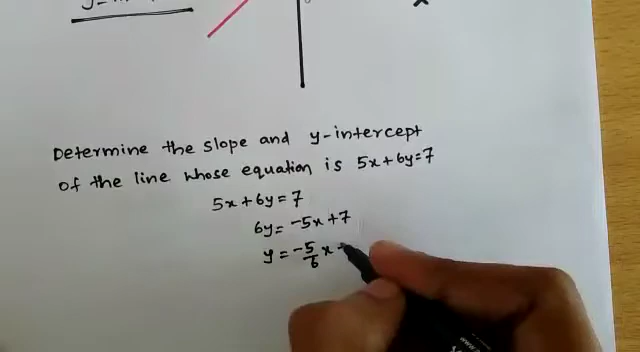 Determine the slope and y-intercept
of the line whose equation is 5x+6y=7
5x+6y=7
6y= -5x+7
y = -5/6 x